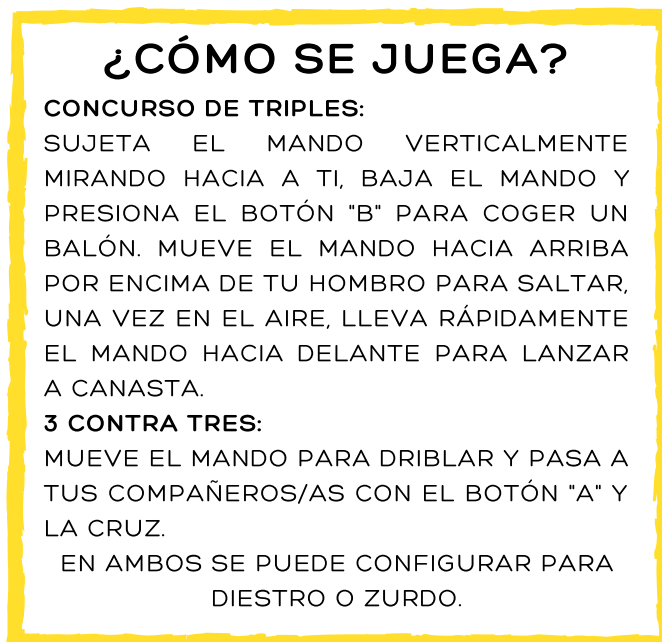 ¿CÓMO SE JUEGA?
CONCURSO DE TRIPLES:
SUJETA EL MANDO VERTICALMENTE
MIRANDO HACIA A TI, BAJA EL MANDO Y
PRESIONA EL BOTÓN "B" PARA COGER UN
BALÓN. MUEVE EL MANDO HACIA ARRIBA
POR ENCIMA DE TU HOMBRO PARA SALTAR,
UNA VEZ EN EL AIRE, LLEVA RÁPIDAMENTE
EL MANDO HACIA DELANTE PARA LANZAR
A CANASTA.
3 CONTRA TRES:
MUEVE EL MANDO PARA DRIBLAR Y PASA A
TUS COMPAÑEROS/AS CON EL BOTÓN "A" Y
LA CRUZ.
EN AMBOS SE PUEDE CONFIGURAR PARA
DIESTRO O ZURDO.